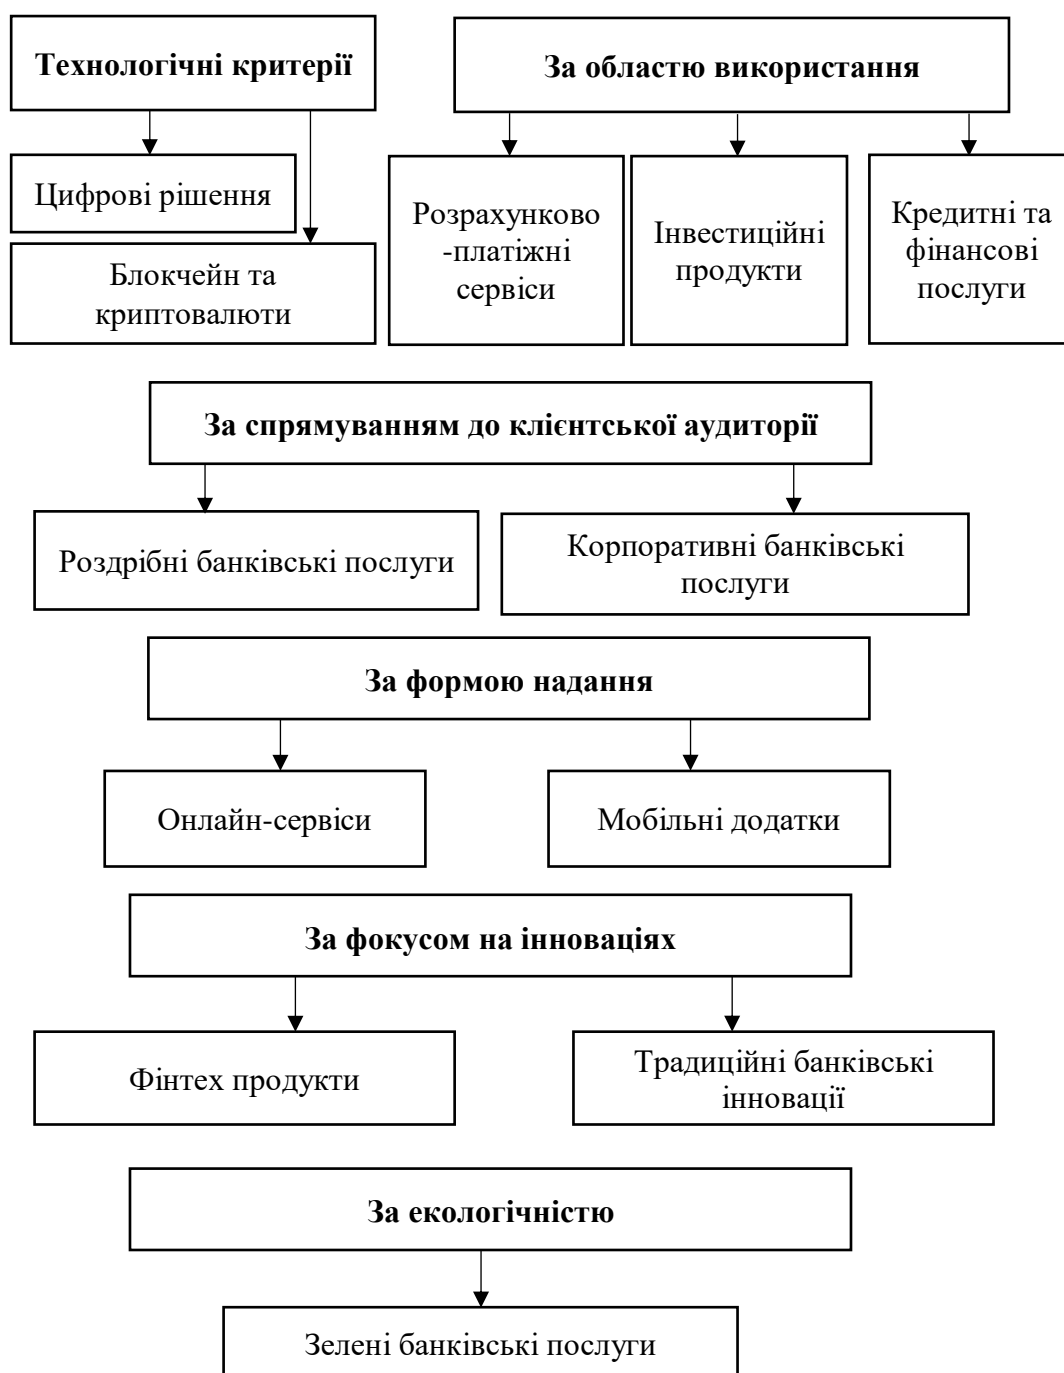 Технологічні критерії
За областю використання
Цифрові рішення
Блокчейн та
криптовалюти
Розрахунково
-платіжні
сервіси
Інвестиційні
продукти
Кредитні та
фінансові
послуги
За спрямуванням до клієнтської аудиторії
Роздрібні банківські послуги
Корпоративні банківські
послуги
За формою надання
Онлайн-сервіси
Мобільні додатки
За фокусом на інноваціях
Фінтех продукти
Традиційні банківські
інновації
За екологічністю
Зелені банківські послуги